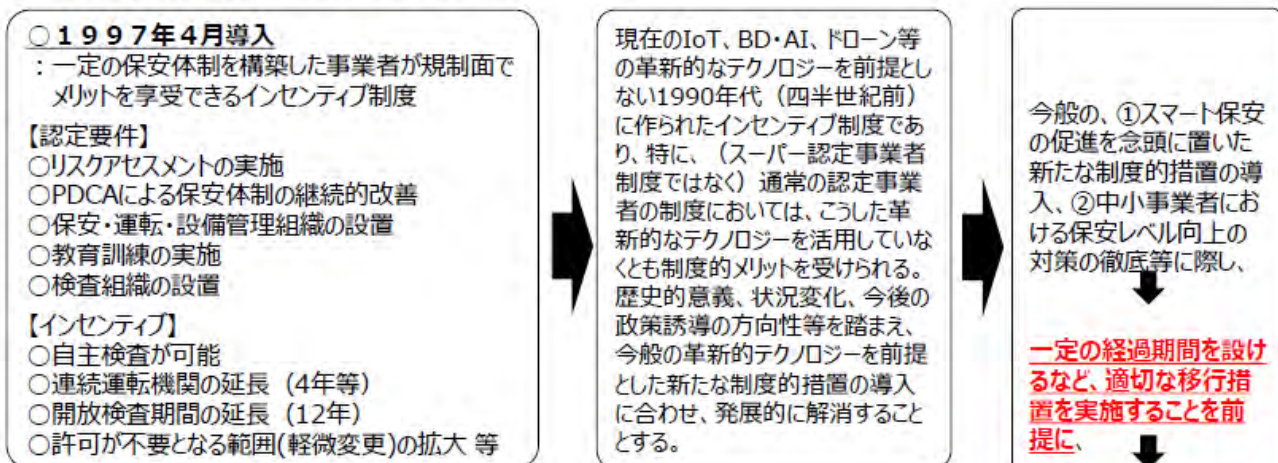 ○１９９７年４月導入
：一定の保安体制を構築した事業者が規制面で
メリットを享受できるインセンティブ制度
【認定要件】
○リスクアセスメントの実施
○PDCAによる保安体制の継続的改善
○保安・運転・設備管理組織の設置
○教育訓練の実施
○検査組織の設置
【インセンティブ】
○自主検査が可能
○連続運転機関の延長（4年等）
○開放検査期間の延長（12年）
○許可が不要となる範囲(軽微変更)の拡大 等
現在のIoT、BD・AI、ドローン等
の革新的なテクノロジーを前提とし
ない1990年代（四半世紀前）
に作られたインセンティブ制度であ
り、特に、（スーパー認定事業者
制度ではなく）通常の認定事業
者の制度においては、こうした革
新的なテクノロジーを活用していな
くとも制度的メリットを受けられる。
歴史的意義、状況変化、今後の
政策誘導の方向性等を踏まえ、
今般の革新的テクノロジーを前提
とした新たな制度的措置の導入
に合わせ、発展的に解消すること
とする。
今般の、①スマート保安
の促進を念頭に置いた
新たな制度的措置の導
入、②中小事業者にお
ける保安レベル向上の
対策の徹底等に際し、
一定の経過期間を設け
るなど、適切な移行措
置を実施することを前
提に、